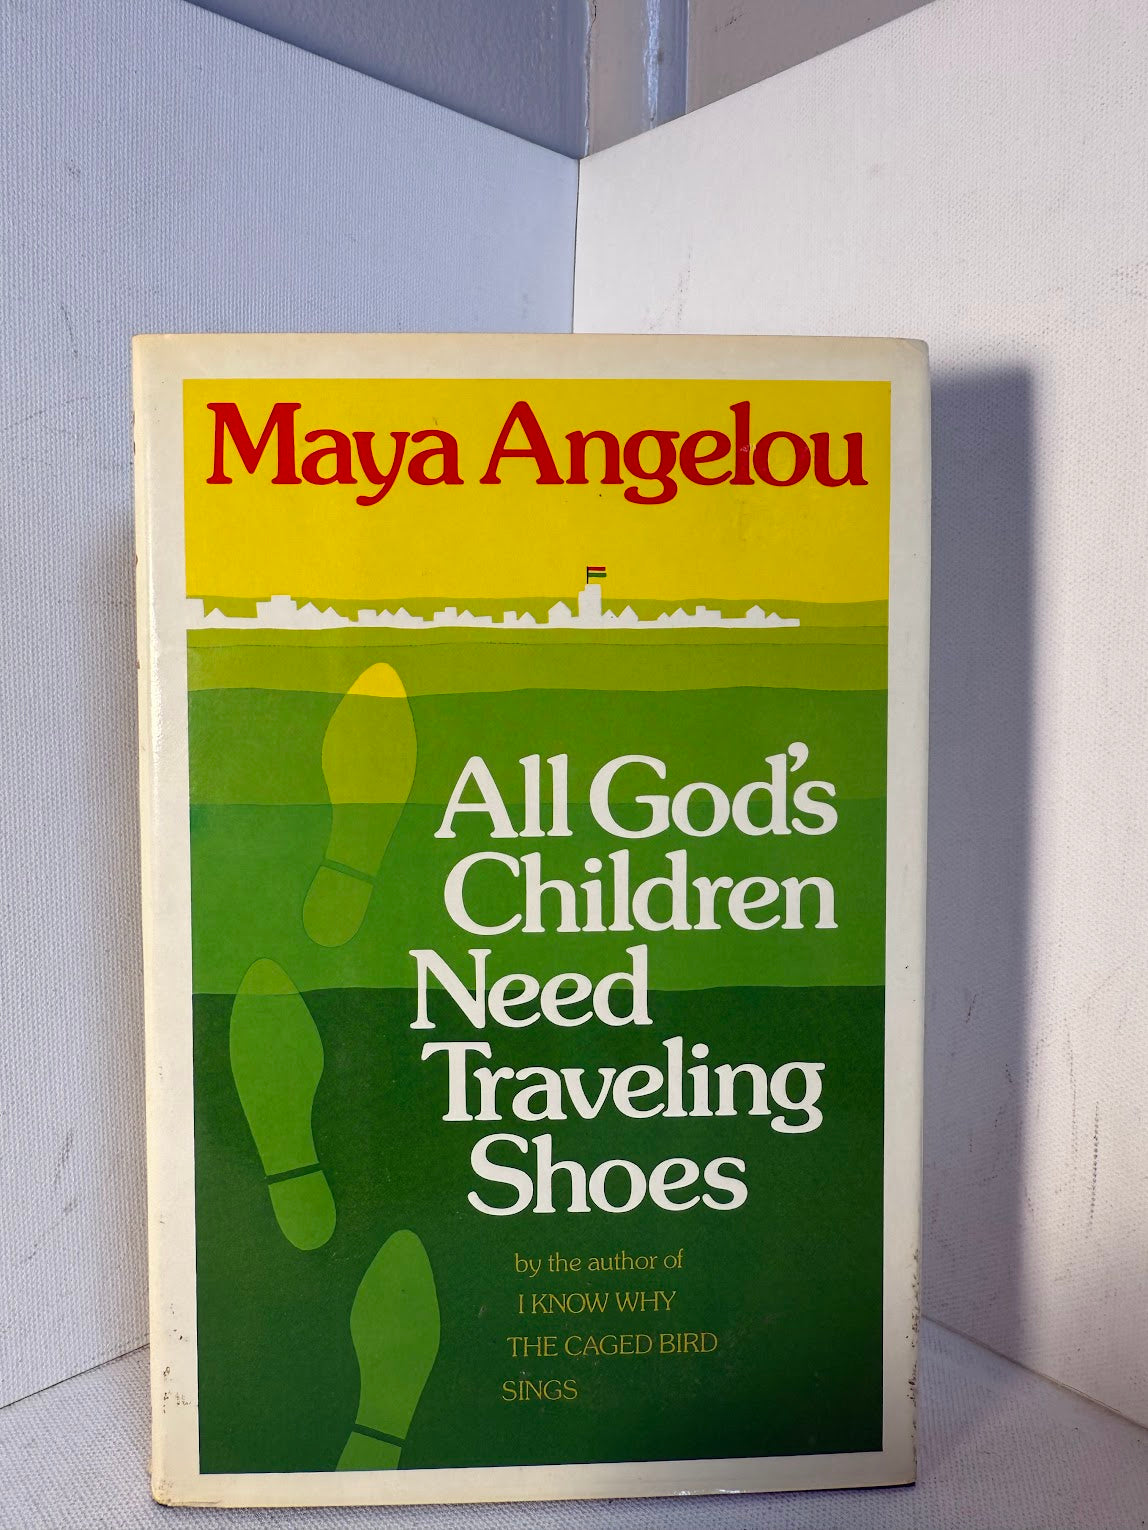 Maya Angelou
All God's
Children
Need
Traveling
Shoes
by the author of
I KNOW WHY
THE CAGED BIRD
SINGS